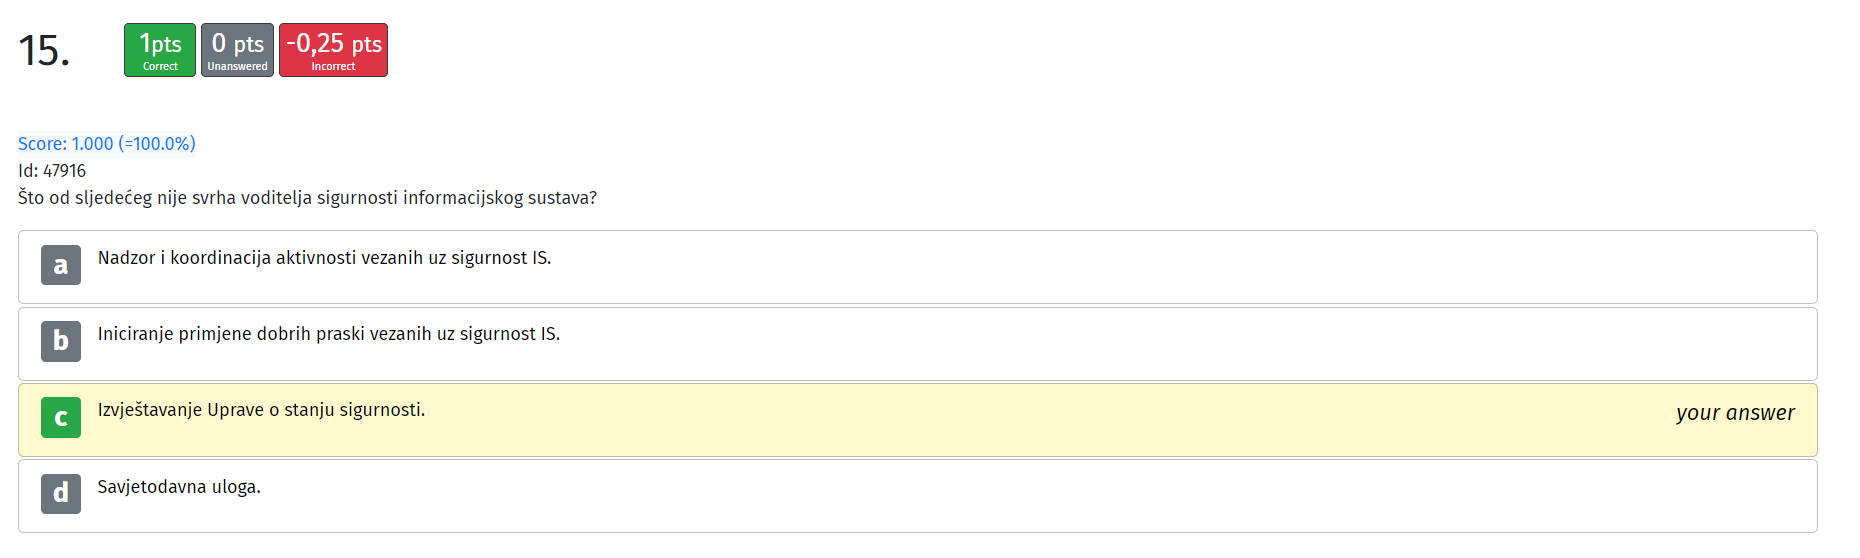 15.
1pts
Correct
0 pts
Unanswered
-0,25 pts
Incorrect
Score: 1.000 (=100.0%)
Id: 47916
Što od sljedećeg nije svrha voditelja sigurnosti informacijskog sustava?
a Nadzor i koordinacija aktivnosti vezanih uz sigurnost IS.
b Iniciranje primjene dobrih praski vezanih uz sigurnost IS.
c Izvještavanje Uprave o stanju sigurnosti. your answer
d Savjetodavna uloga.